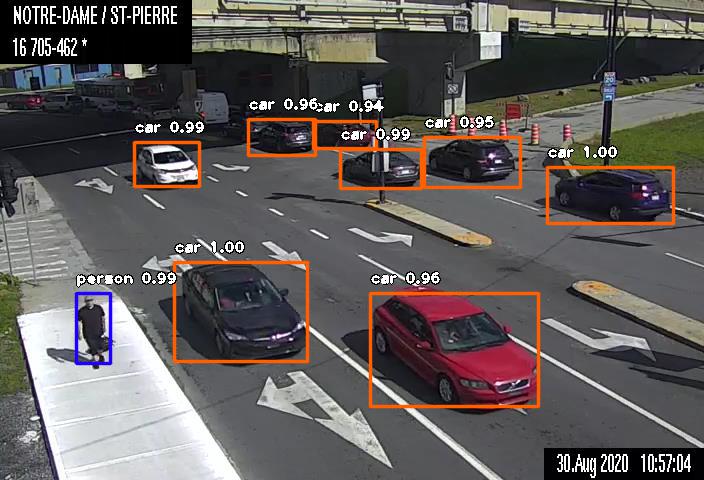 NOTRE-DAME / ST-PIERRE
16 705-462 *
car 0.96
car 0.94
car 0.99
car 0.99
car 0.95
car 1.00
car 1.00
person 0.99
car 0.96
20
30.Aug 2020 10:57:04